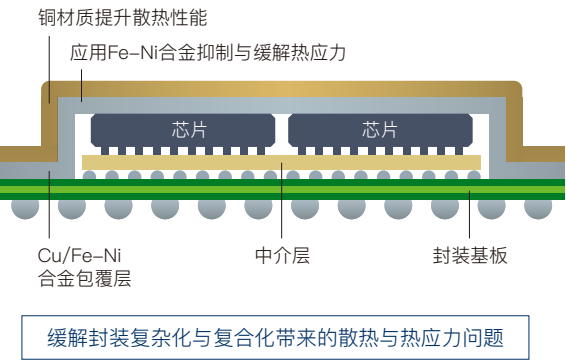 铜材质提升散热性能
应用Fe–Ni合金抑制与缓解热应力
芯片 芯片
Cu/Fe–Ni
合金包覆层
中介层
封装基板
缓解封装复杂化与复合化带来的散热与热应力问题